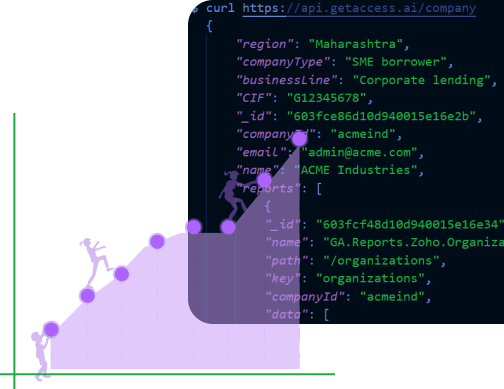 $ curl https://api.getaccess.ai/company
{
"region": "Maharashtra",
"companyType": "SME borrower",
"businessLine": "Corporate lending",
"CIF": "G12345678",
"_id": "603fce86d10d940015e16e2b",
"companyId": "acmeind",
"email": "admin@acme.com",
"name": "ACME Industries",
"reports": [
{
"_id": "603fcf48d10d940015e16e34"
"name": "GA.Reports.Zoho.Organiza
"path": "/organizations",
"key": "organizations",
"companyId": "acmeind",
"data": [